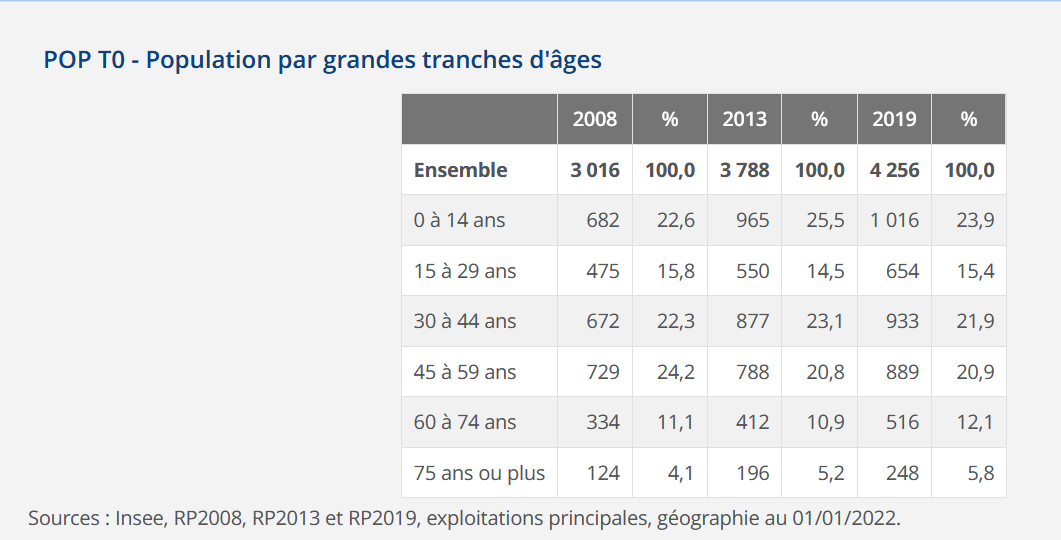 POP T0 - Population par grandes tranches d'âges
2008 % 2013 % 2019 %
Ensemble 3 016 100,0 3 788 100,0 4 256 100,0
0 à 14 ans 682 22,6 965 25,5 1 016 23,9
15 à 29 ans 475 15,8 550 14,5 654 15,4
30 à 44 ans 672 22,3 877 23,1 933 21,9
45 à 59 ans 729 24,2 788 20,8 889 20,9
60 à 74 ans 334 11,1 412 10,9 516 12,1
75 ans ou plus 124 4,1 196 5,2 248 5,8
Sources : Insee, RP2008, RP2013 et RP2019, exploitations principales, géographie au 01/01/2022.